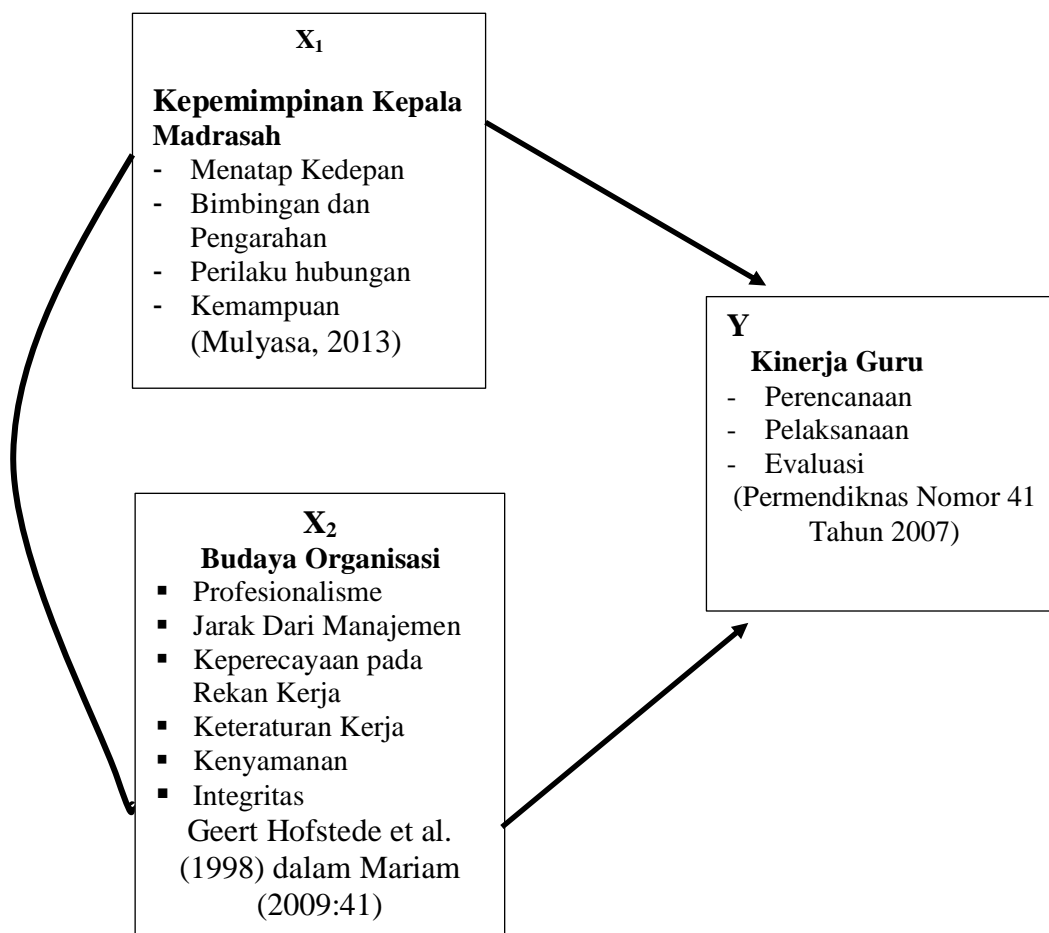 X₁
Kepemimpinan Kepala
Madrasah
- Menatap Kedepan
- Bimbingan dan
Pengarahan
- Perilaku hubungan
- Kemampuan
(Mulyasa, 2013)
Y
Kinerja Guru
- Perencanaan
- Pelaksanaan
- Evaluasi
(Permendiknas Nomor 41
Tahun 2007)
X₂
Budaya Organisasi
▪ Profesionalisme
▪ Jarak Dari Manajemen
▪ Keperecayaan pada
Rekan Kerja
▪ Keteraturan Kerja
▪ Kenyamanan
▪ Integritas
Geert Hofstede et al.
(1998) dalam Mariam
(2009:41)